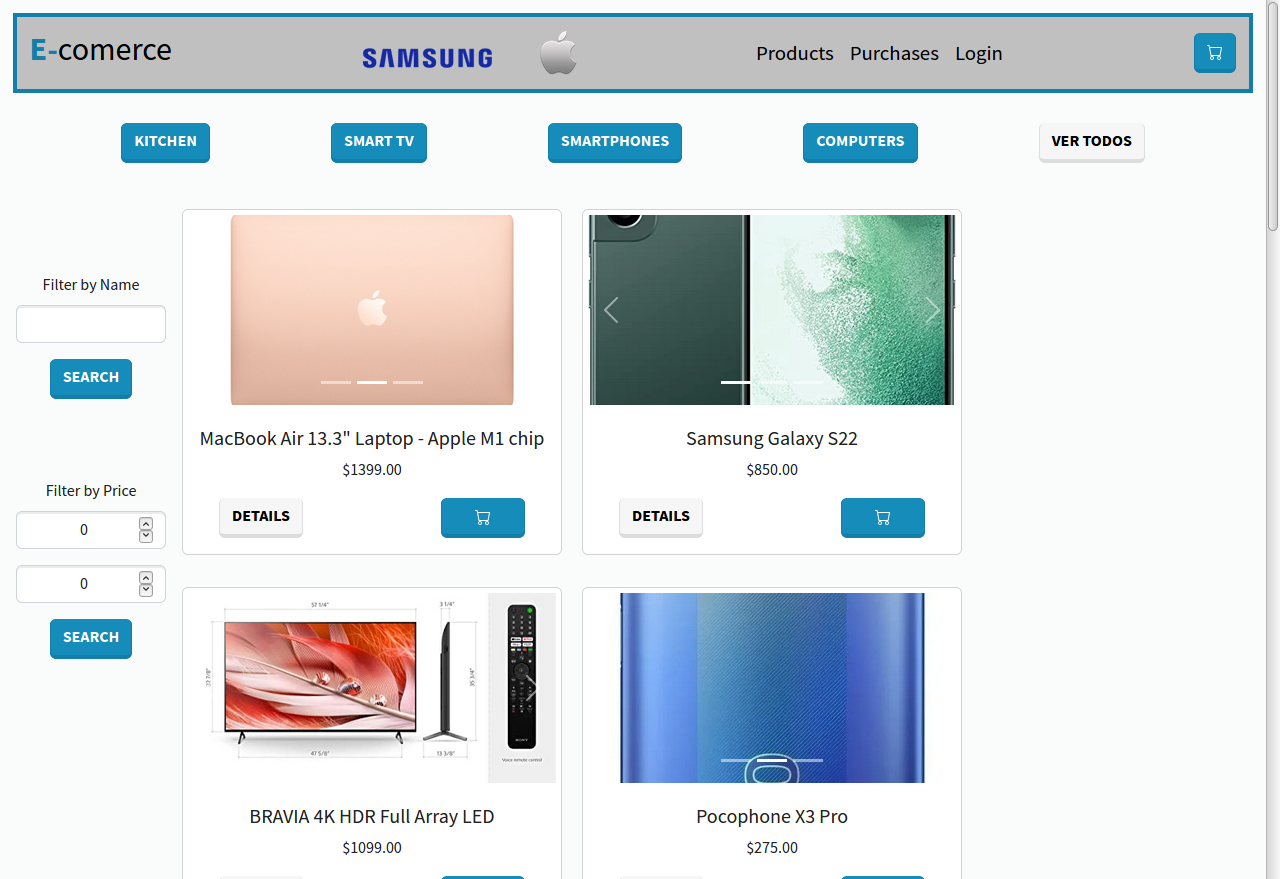 E-comerce
SAMSUNG
Products Purchases Login
KITCHEN
SMART TV
SMARTPHONES
COMPUTERS
VER TODOS
Filter by Name
SEARCH
Filter by Price
0
0
SEARCH
MacBook Air 13.3" Laptop - Apple M1 chip
$1399.00
DETAILS
Samsung Galaxy S22
$850.00
DETAILS
57 1/4"
3 1/4"
35 3/4"
47 5/8"
13 3/8"
SONY
Voice remote control
BRAVIA 4K HDR Full Array LED
$1099.00
Pocophone X3 Pro
$275.00